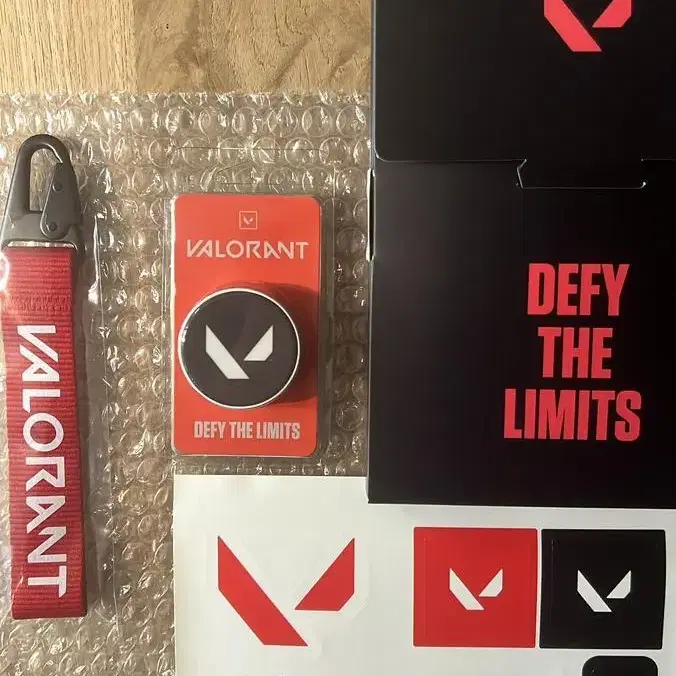 VALORANT
VALORANT
DEFY THE LIMITS
DEFY
THE
LIMITS